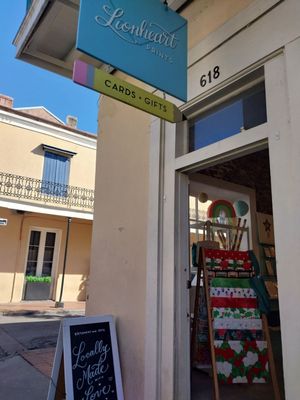 Lionheart
PRINTS
CARDS + GIFTS
618
Locally
Made
Love